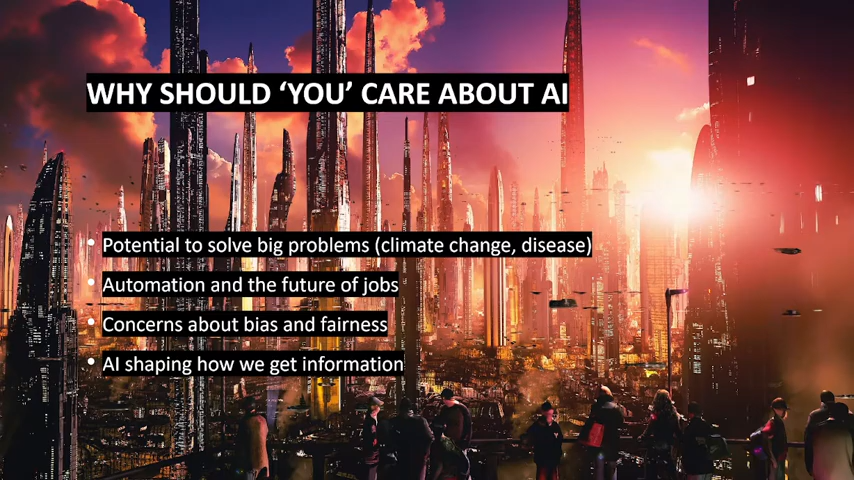 WHY SHOULD ‘YOU’ CARE ABOUT AI
• Potential to solve big problems (climate change, disease)
• Automation and the future of jobs
• Concerns about bias and fairness
• AI shaping how we get information